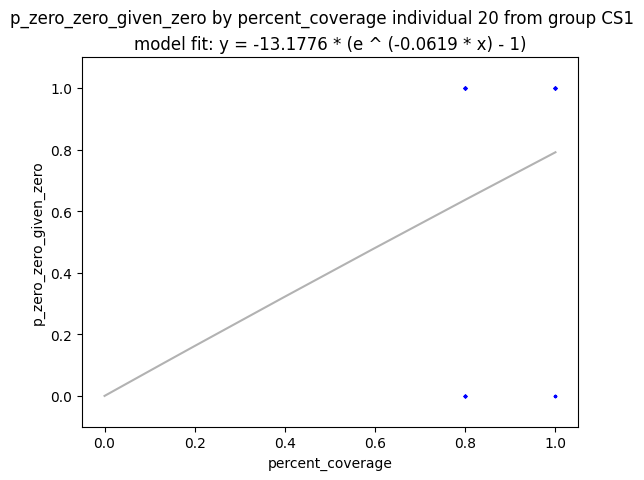 p_zero_zero_given_zero by percent_coverage individual 20 from group CS1
model fit: y = -13.1776 * (e ^ (-0.0619 * x) - 1)
1.0
0.8
0.6
0.4
0.2
0.0
p_zero_zero_given_zero
0.0 0.2 0.4 0.6 0.8 1.0
percent_coverage